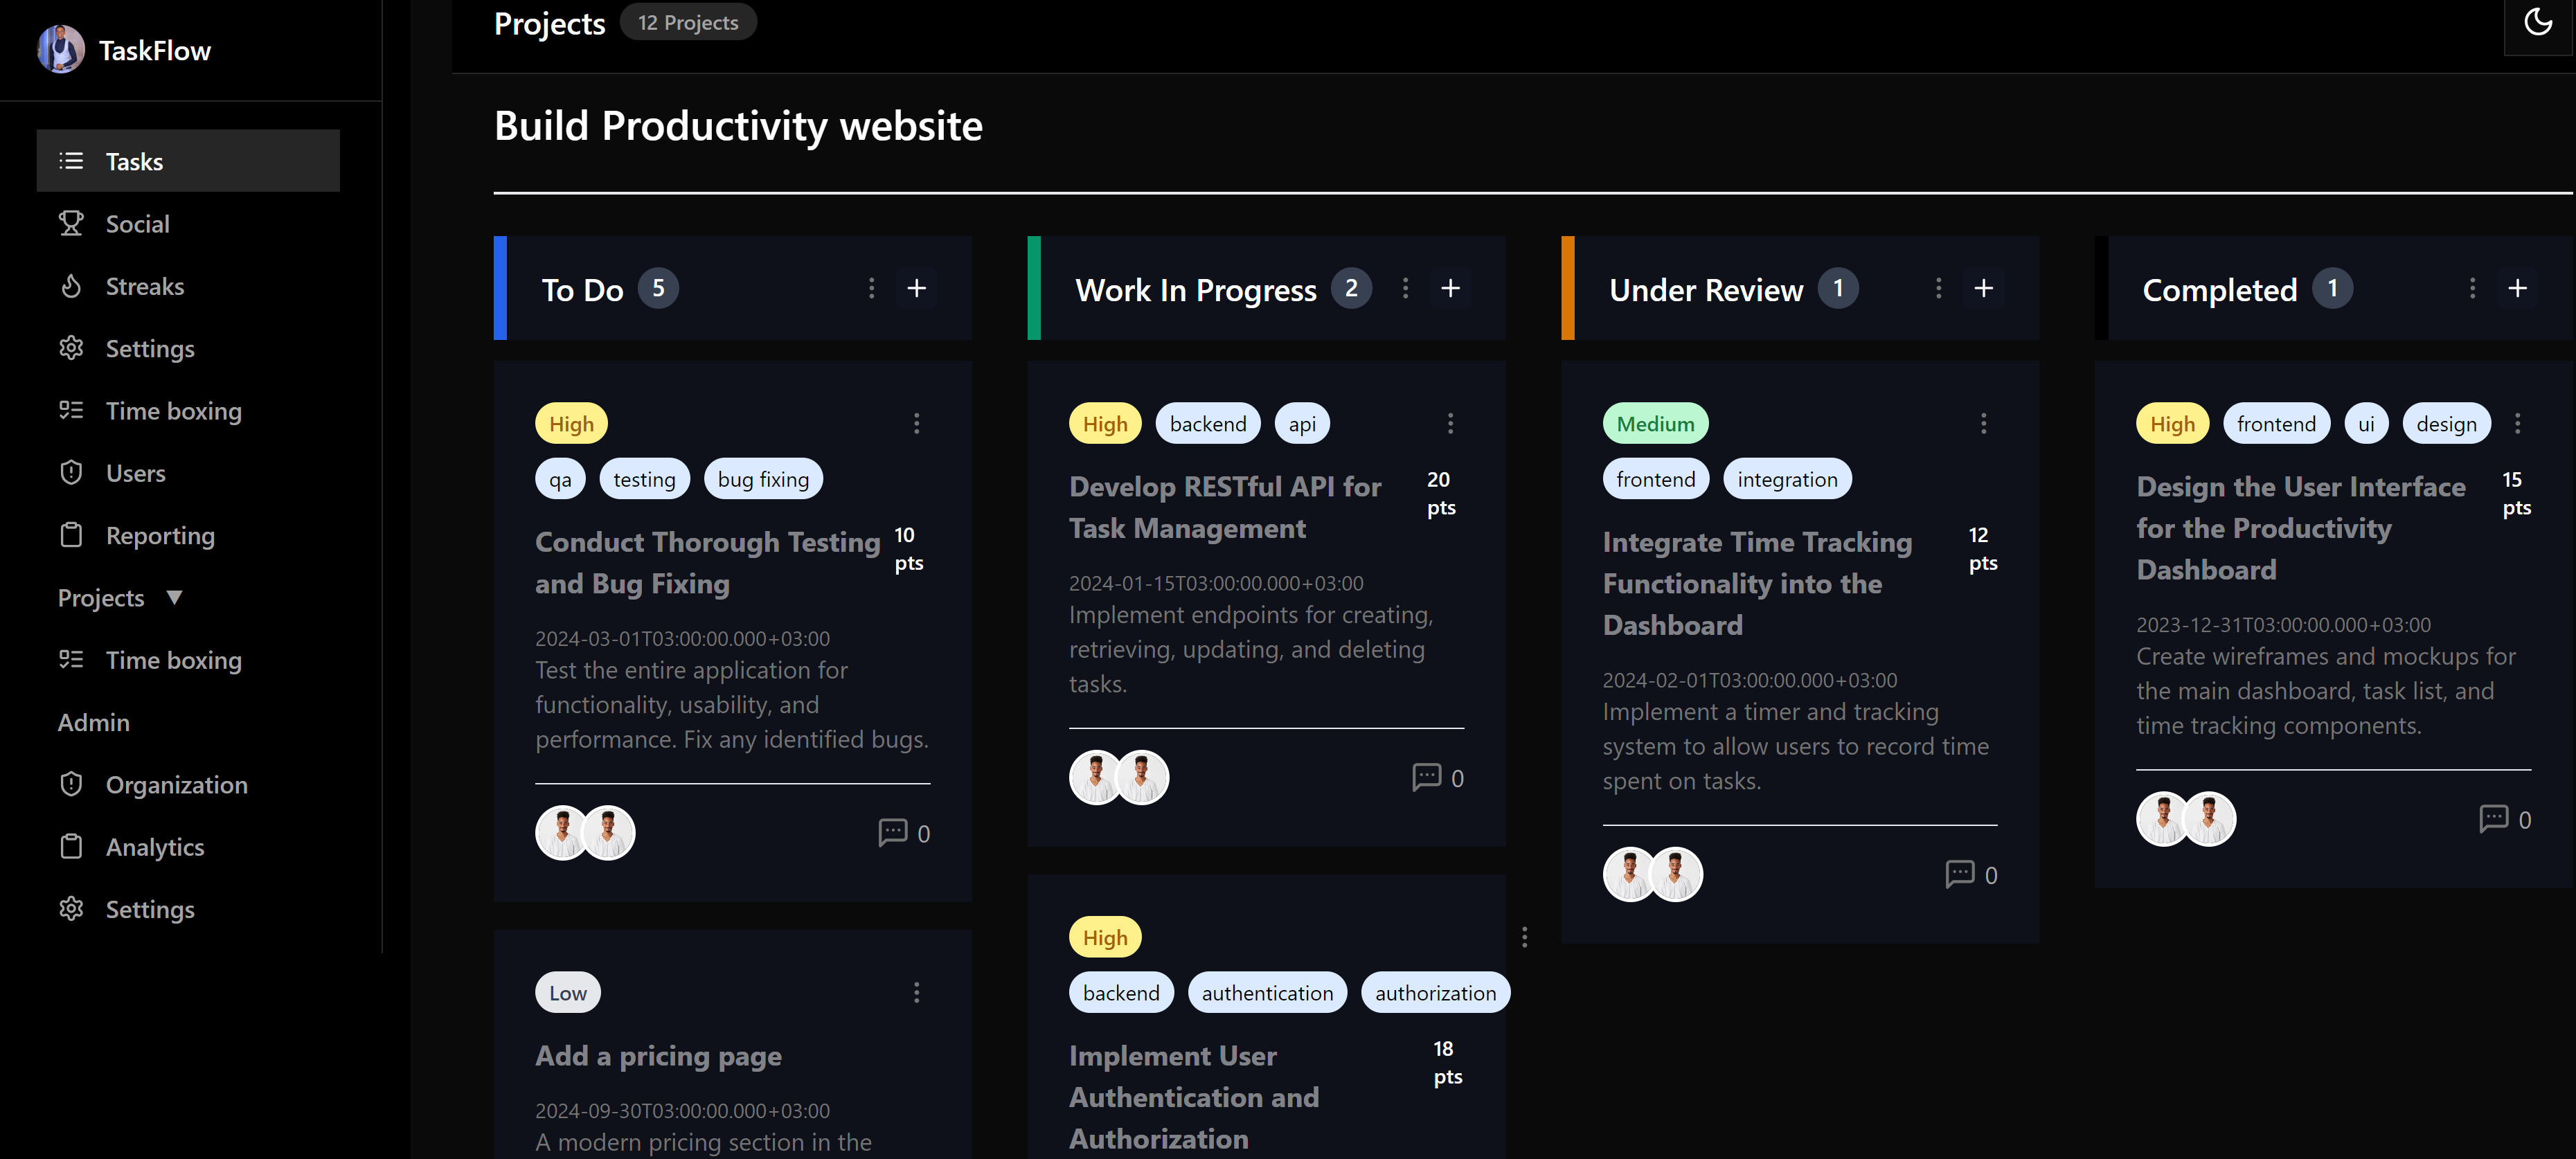 TaskFlow
Tasks
Social
Streaks
Settings
Time boxing
Users
Reporting
Projects ▼
Time boxing
Admin
Organization
Analytics
Settings
Projects 12 Projects
Build Productivity website
To Do 5
High
qa testing bug fixing
Conduct Thorough Testing 10
and Bug Fixing pts
2024-03-01T03:00:00.000+03:00
Test the entire application for
functionality, usability, and
performance. Fix any identified bugs.
0
Low
Add a pricing page
2024-09-30T03:00:00.000+03:00
A modern pricing section in the
Work In Progress 2
High backend api
Develop RESTful API for 20
Task Management pts
2024-01-15T03:00:00.000+03:00
Implement endpoints for creating,
retrieving, updating, and deleting
tasks.
0
High
backend authentication authorization
Implement User 18
Authentication and pts
Authorization
Under Review 1
Medium
frontend integration
Integrate Time Tracking 12
Functionality into the pts
Dashboard
2024-02-01T03:00:00.000+03:00
Implement a timer and tracking
system to allow users to record time
spent on tasks.
0
Completed 1
High frontend ui design
Design the User Interface 15
for the Productivity pts
Dashboard
2023-12-31T03:00:00.000+03:00
Create wireframes and mockups for
the main dashboard, task list, and
time tracking components.
0